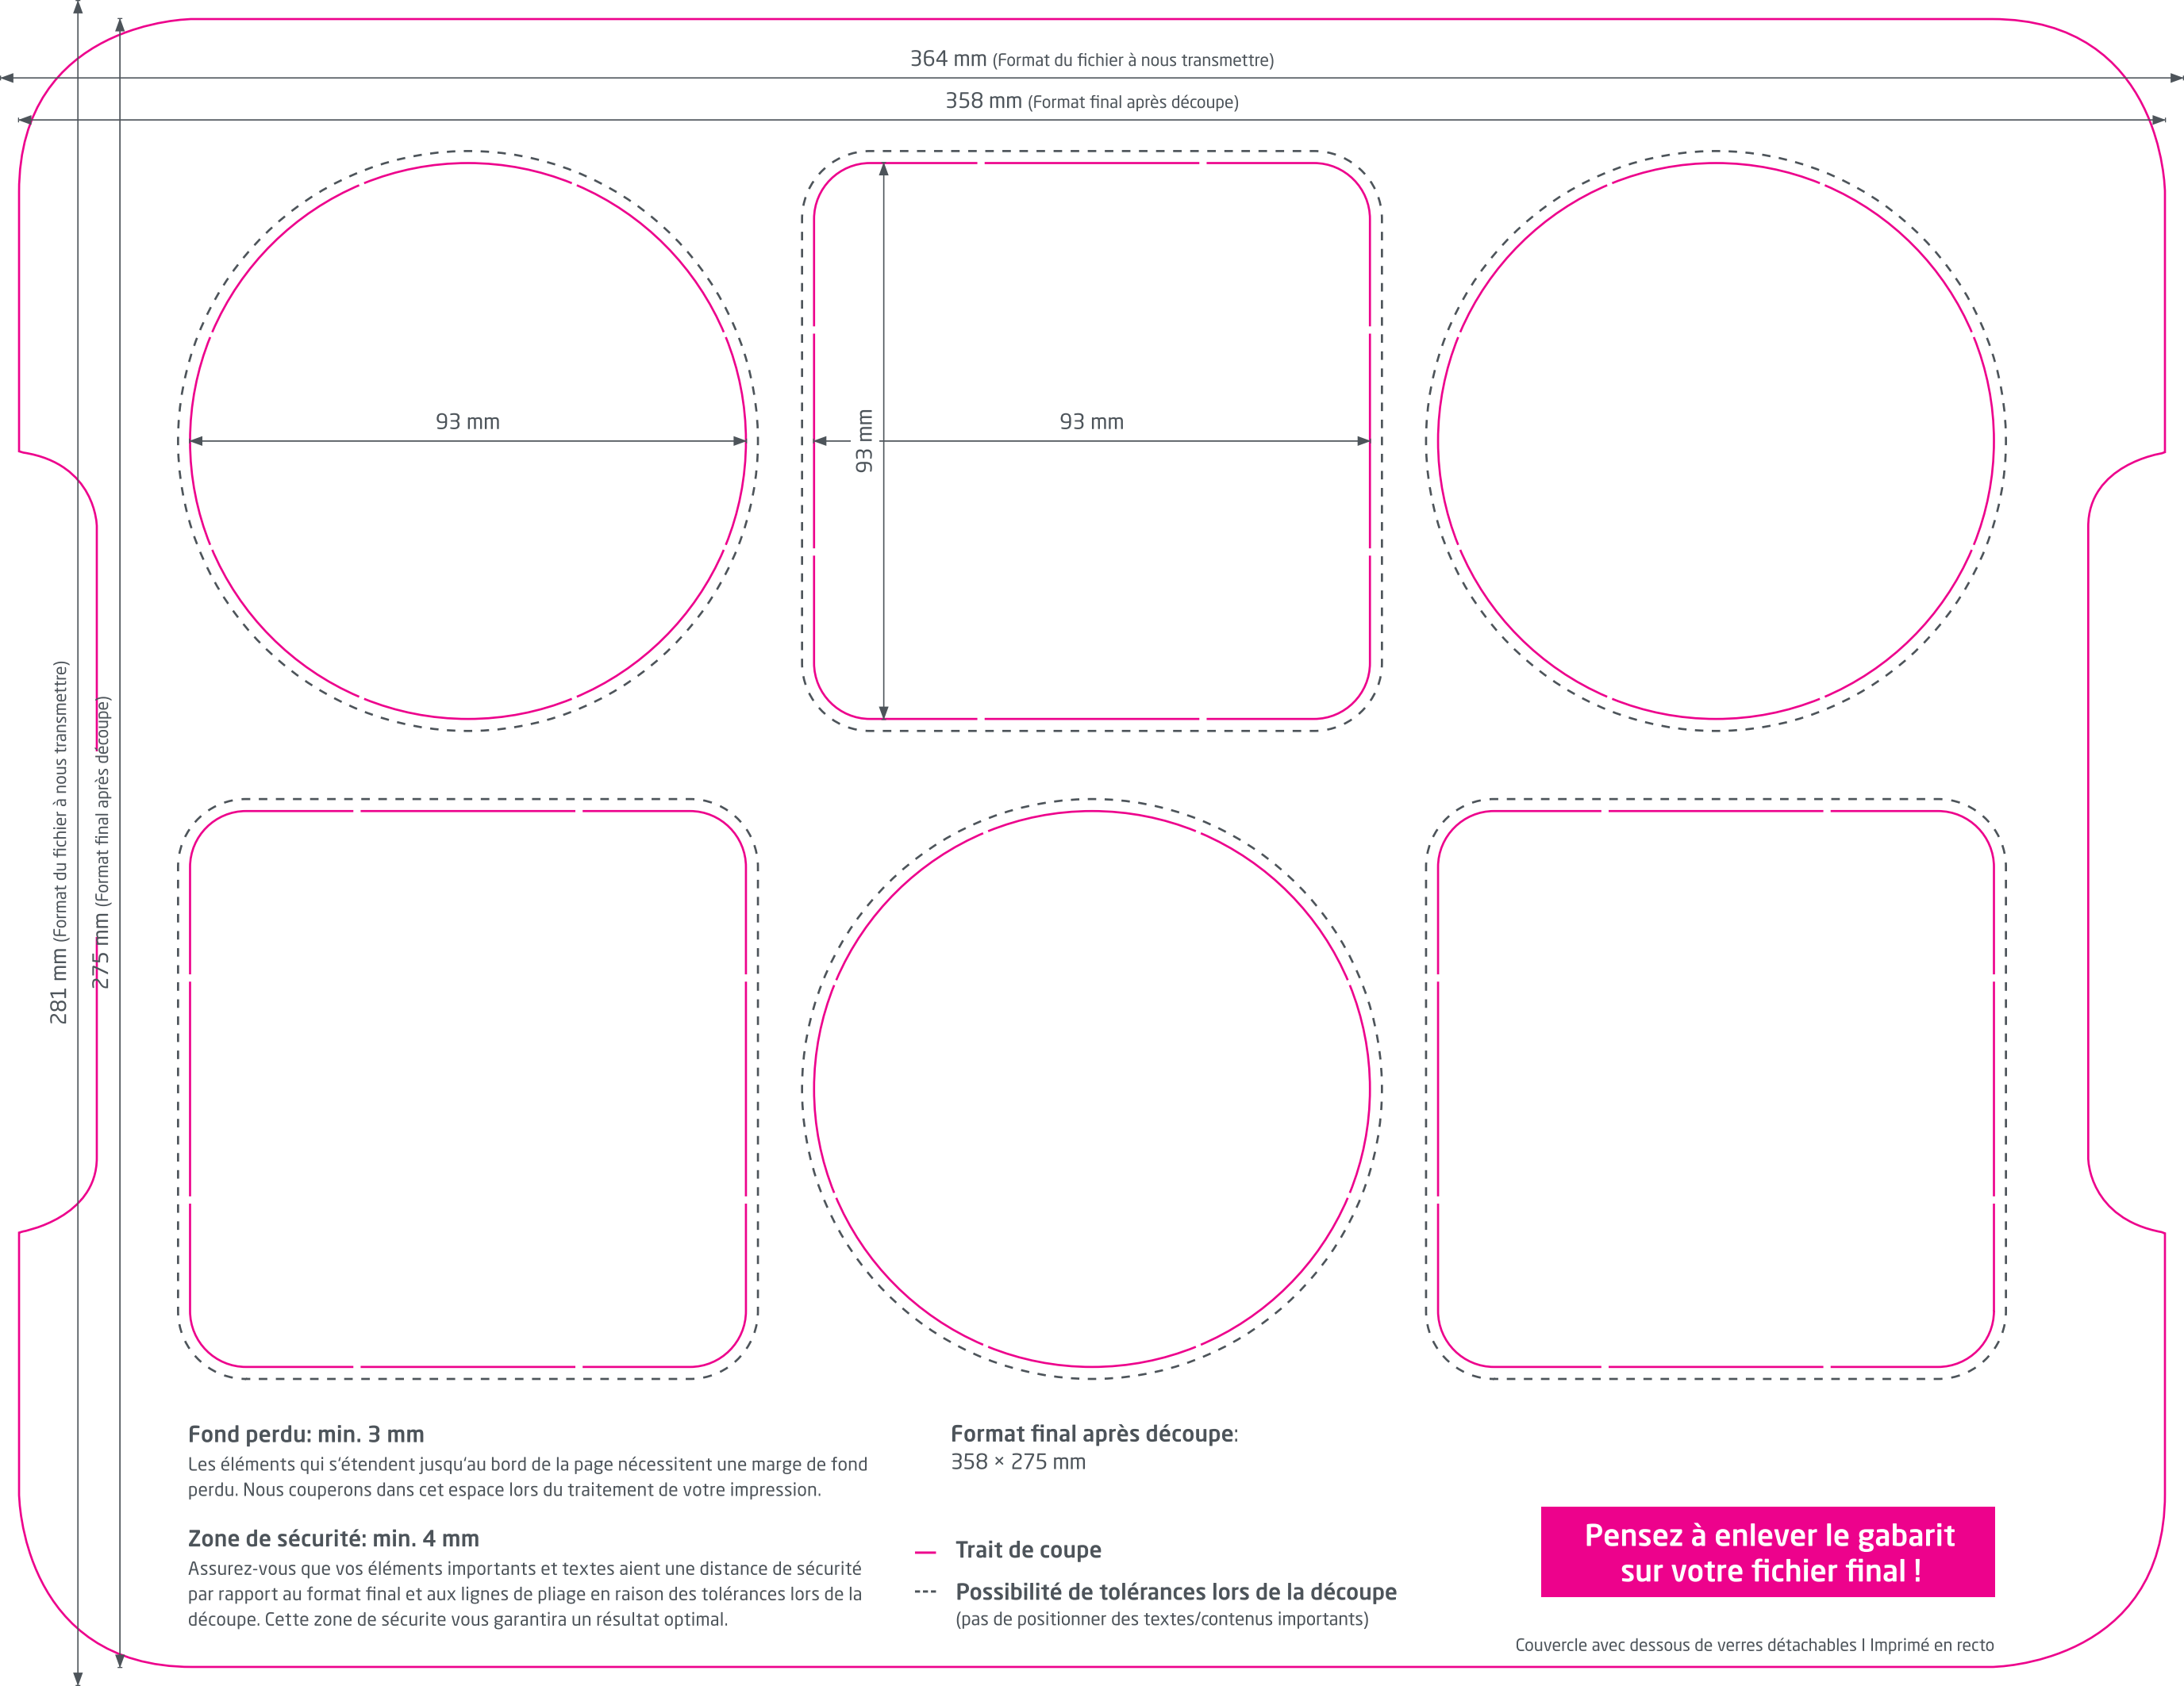 364 mm (Format du fichier à nous transmettre)
358 mm (Format final après découpe)
93 mm
93 mm
93 mm
281 mm (Format du fichier à nous transmettre)
275 mm (Format final après découpe)
Fond perdu: min. 3 mm
Les éléments qui s‘étendent jusqu‘au bord de la page nécessitent une marge de fond
perdu. Nous couperons dans cet espace lors du traitement de votre impression.
Zone de sécurité: min. 4 mm
Assurez-vous que vos éléments importants et textes aient une distance de sécurité
par rapport au format final et aux lignes de pliage en raison des tolérances lors de la
découpe. Cette zone de sécurite vous garantira un résultat optimal.
Format final après découpe:
358 × 275 mm
Trait de coupe
Possibilité de tolérances lors de la découpe
(pas de positionner des textes/contenus importants)
Pensez à enlever le gabarit
sur votre fichier final !
Couvercle avec dessous de verres détachables I Imprimé en recto